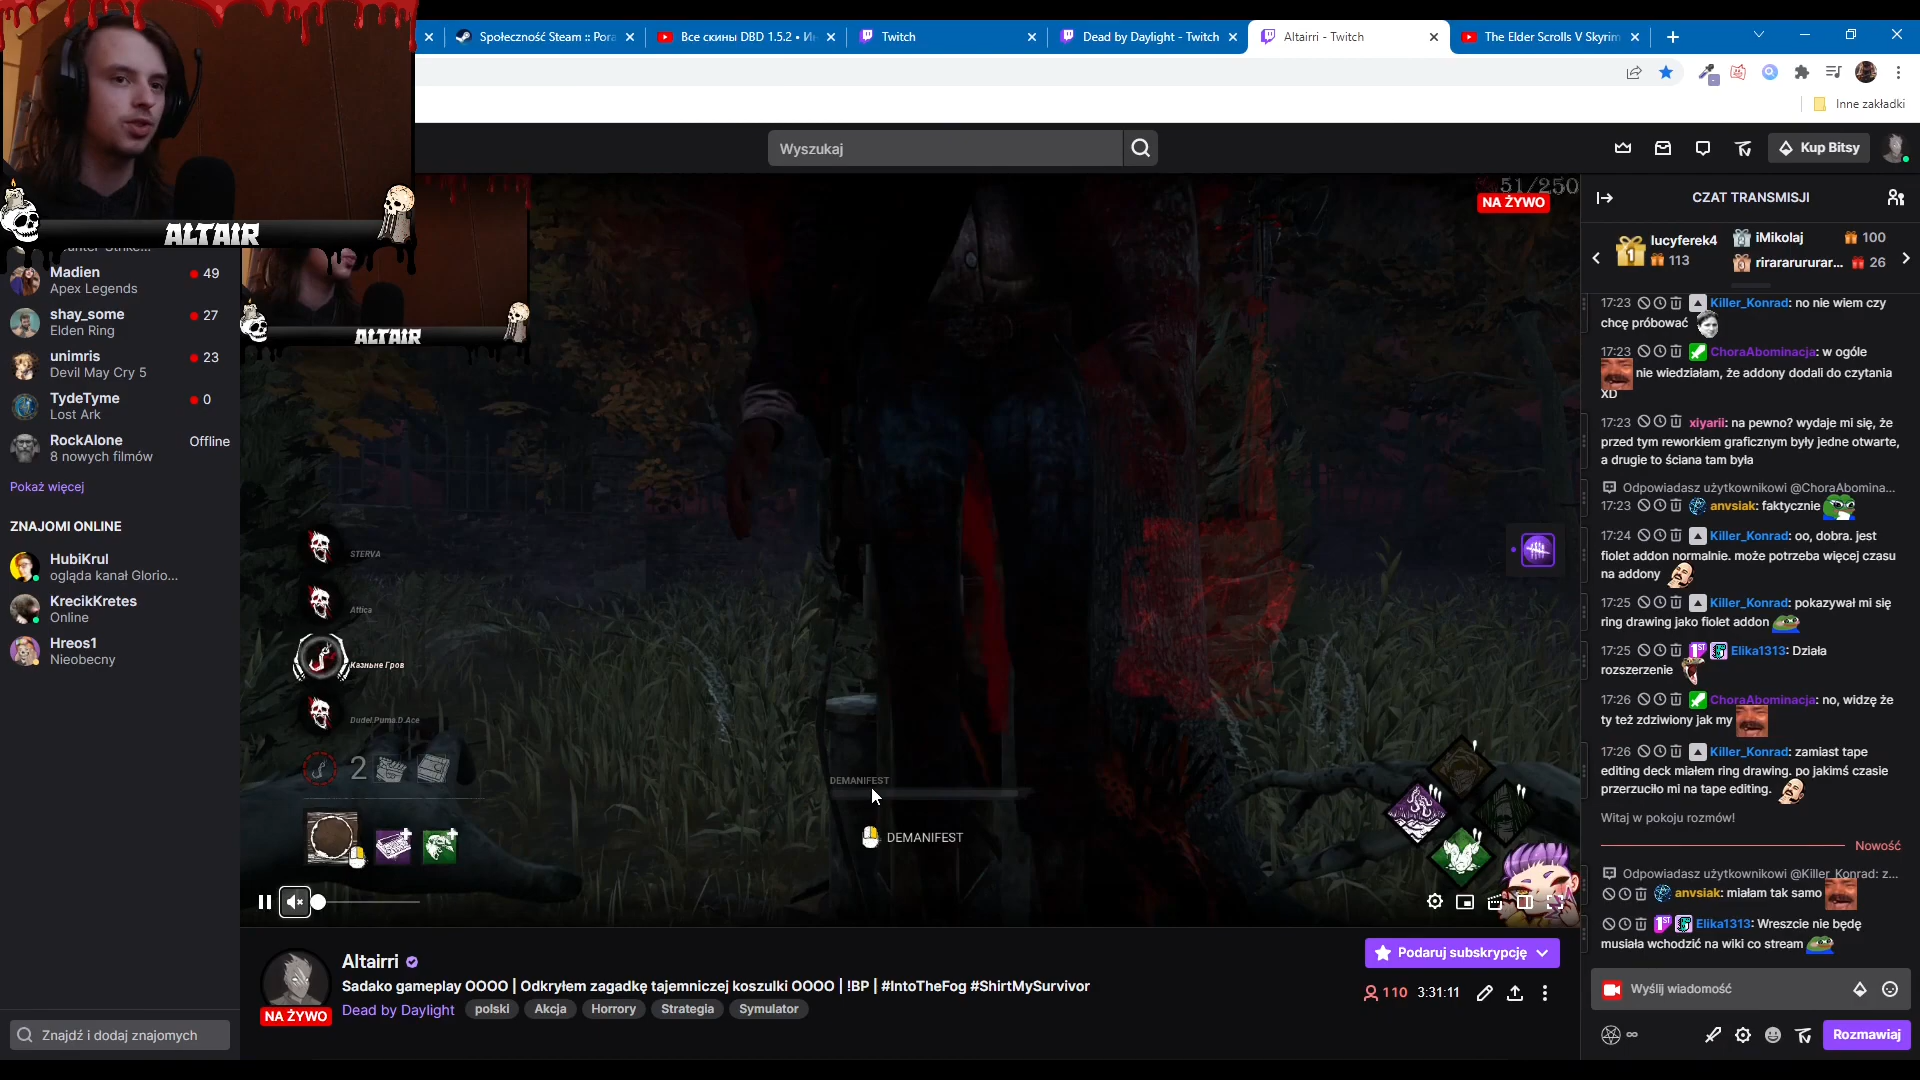 Społeczność Steam :: Pora
Все скины DBD 1.5.2 • И
Twitch
Dead by Daylight - Twitch
Altairri - Twitch
The Elder Scrolls V Skyrim
Inne zakładki
Wyszukaj
Kup Bitsy
ALTAIR
ALTAIR
Madien
49
Apex Legends
shay_some
27
Elden Ring
unimris
23
Devil May Cry 5
TydeTyme
0
Lost Ark
RockAlone
Offline
8 nowych filmów
Pokaż więcej
ZNAJOMI ONLINE
HubiKrul
ogląda kanał Glorio...
KrecikKretes
Online
Hreos1
Nieobecny
Znajdź i dodaj znajomych
51/250
NA ŻYWO
STERVA
Attica
Казньне Гров
Dudel.Puma.D.Ace
2
DEMANIFEST
DEMANIFEST
Altairri
Sadako gameplay OOOO | Odkryłem zagadkę tajemniczej koszulki OOOO | !BP | #IntoTheFog #ShirtMySurvivor
NA ŻYWO
Dead by Daylight
polski
Akcja
Horrory
Strategia
Symulator
Podaruj subskrypcję
110
3:31:11
CZAT TRANSMISJI
1
lucyferek4
113
2
iMikolaj
100
3
rirararururar...
26
17:23 Killer_Konrad: no nie wiem czy
chcę próbować
17:23 ChoraAbominacja: w ogóle
nie wiedziałam, że addony dodali do czytania
XD
17:23 xiyarii: na pewno? wydaje mi się, że
przed tym reworkiem graficznym były jedne otwarte,
a drugie to ściana tam była
Odpowiadasz użytkownikowi @ChoraAbomina...
17:23 anvsiak: faktycznie
17:24 Killer_Konrad: oo, dobra. jest
fiolet addon normalnie. może potrzeba więcej czasu
na addony
17:25 Killer_Konrad: pokazywał mi się
ring drawing jako fiolet addon
17:25 1ST Elika1313: Działa
rozszerzenie
17:26 ChoraAbominacja: no, widzę że
ty też zdziwiony jak my
17:26 Killer_Konrad: zamiast tape
editing deck miałem ring drawing. po jakimś czasie
przerzuciło mi na tape editing.
Witaj w pokoju rozmów!
Nowość
Odpowiadasz użytkownikowi @Killer_Konrad: z...
anvsiak: miałam tak samo
1ST Elika1313: Wreszcie nie będę
musiała wchodzić na wiki co stream
Wyślij wiadomość
∞
Rozmawiaj